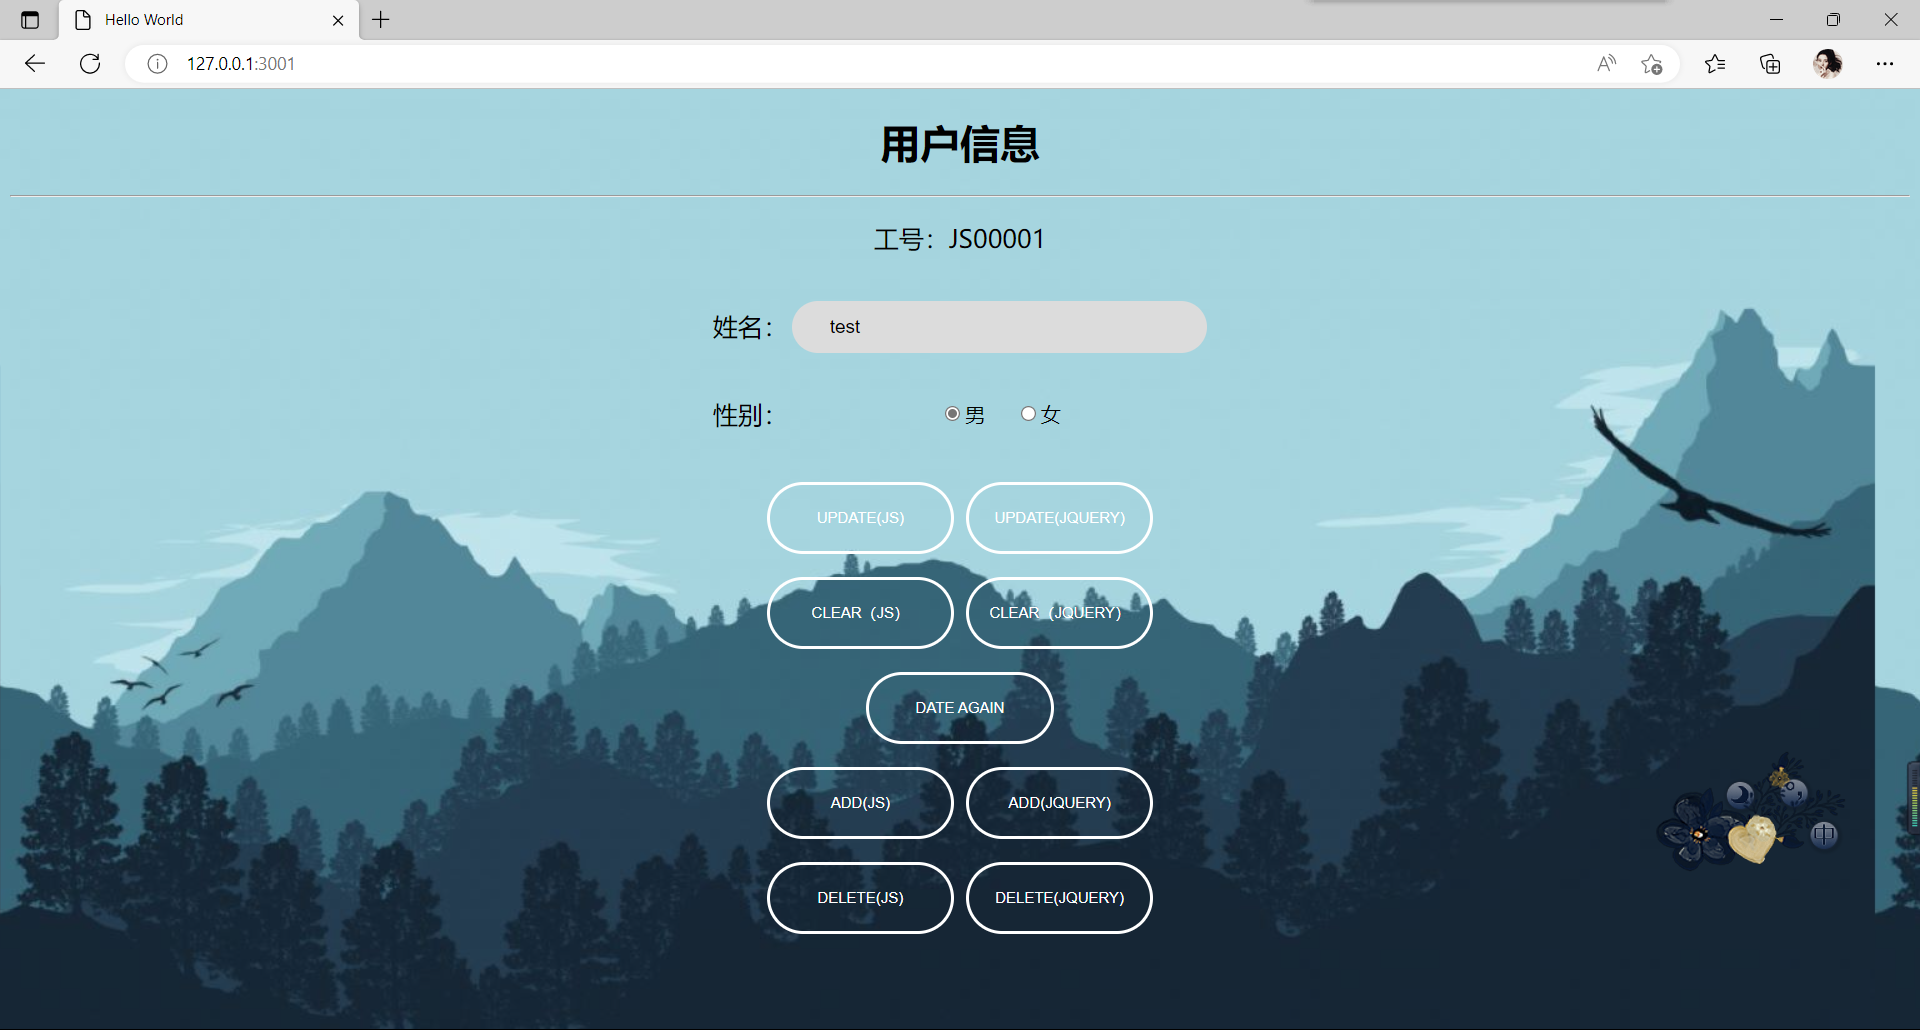 Hello World
127.0.0.1:3001
用户信息
工号：JS00001
姓名： test
性别： 男 女
UPDATE(JS) UPDATE(JQUERY)
CLEAR（JS） CLEAR（JQUERY）
DATE AGAIN
ADD(JS) ADD(JQUERY)
中
DELETE(JS) DELETE(JQUERY)